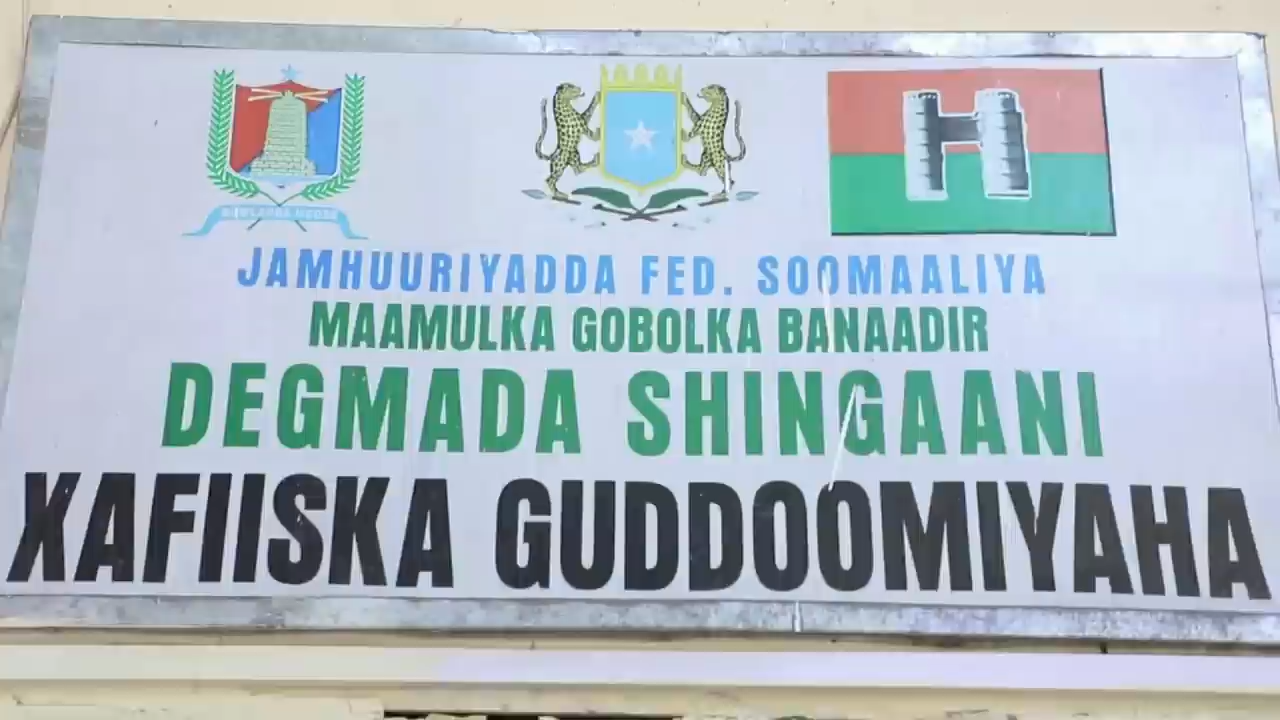 JAMHUURIYADDA FED. SOOMAALIYA
MAAMULKA GOBOLKA BANAADIR
DEGMADA SHINGAANI
XAFIISKA GUDDOOMIYAHA